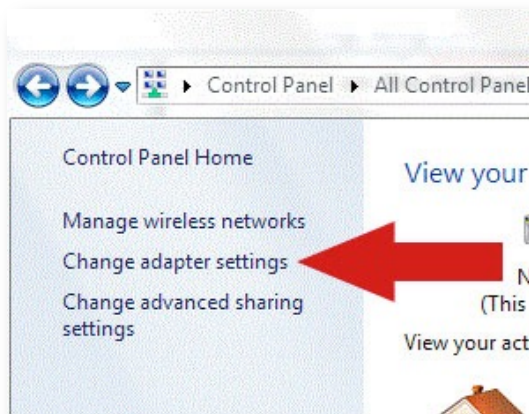 Control Panel ▸ All Control Panel
Control Panel Home
View your
Manage wireless networks
Change adapter settings
Change advanced sharing
settings
(This
View your act